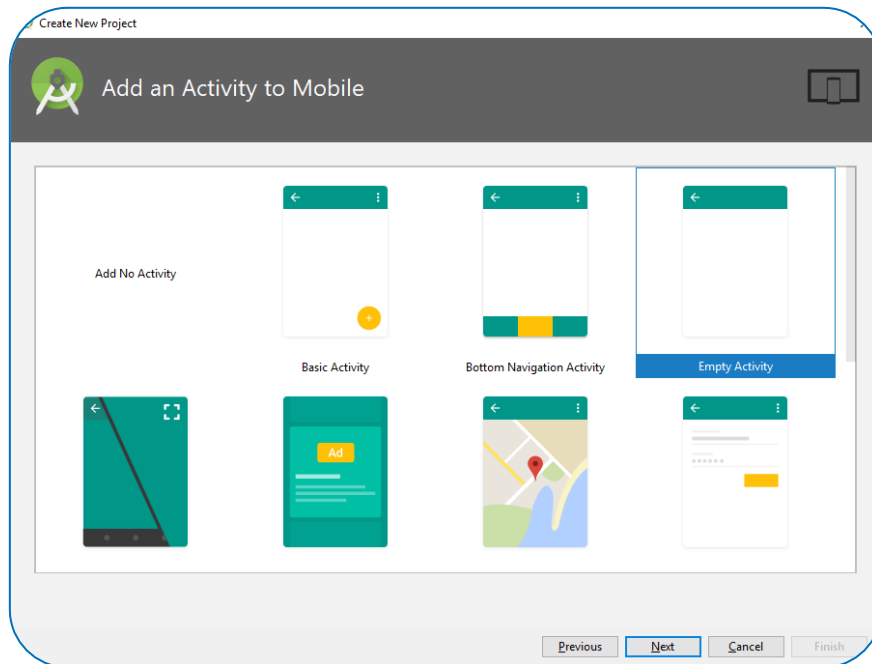 Create New Project
Add an Activity to Mobile
Add No Activity
Basic Activity
Bottom Navigation Activity
Empty Activity
Ad
Previous
Next
Cancel
Finish